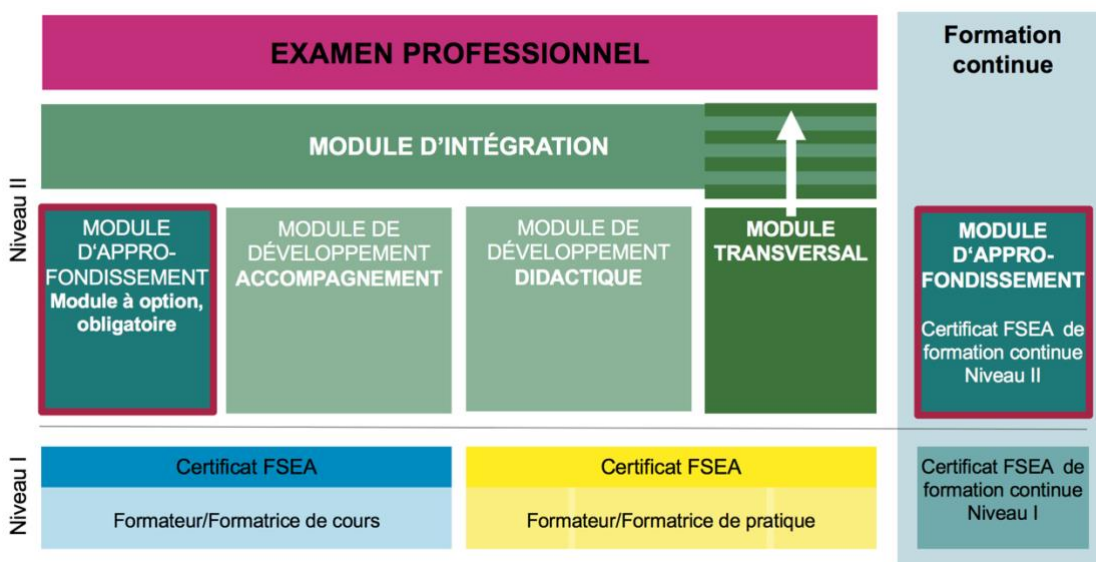 EXAMEN PROFESSIONNEL
Formation
continue
MODULE D'INTÉGRATION
Niveau II
MODULE
D'APPRO-
FONDISSEMENT
Module à option,
obligatoire
MODULE DE
DÉVELOPPEMENT
ACCOMPAGNEMENT
MODULE DE
DÉVELOPPEMENT
DIDACTIQUE
MODULE
TRANSVERSAL
MODULE
D'APPRO-
FONDISSEMENT
Certificat FSEA de
formation continue
Niveau II
Niveau I
Certificat FSEA
Formateur/Formatrice de cours
Certificat FSEA
Formateur/Formatrice de pratique
Certificat FSEA de
formation continue
Niveau I